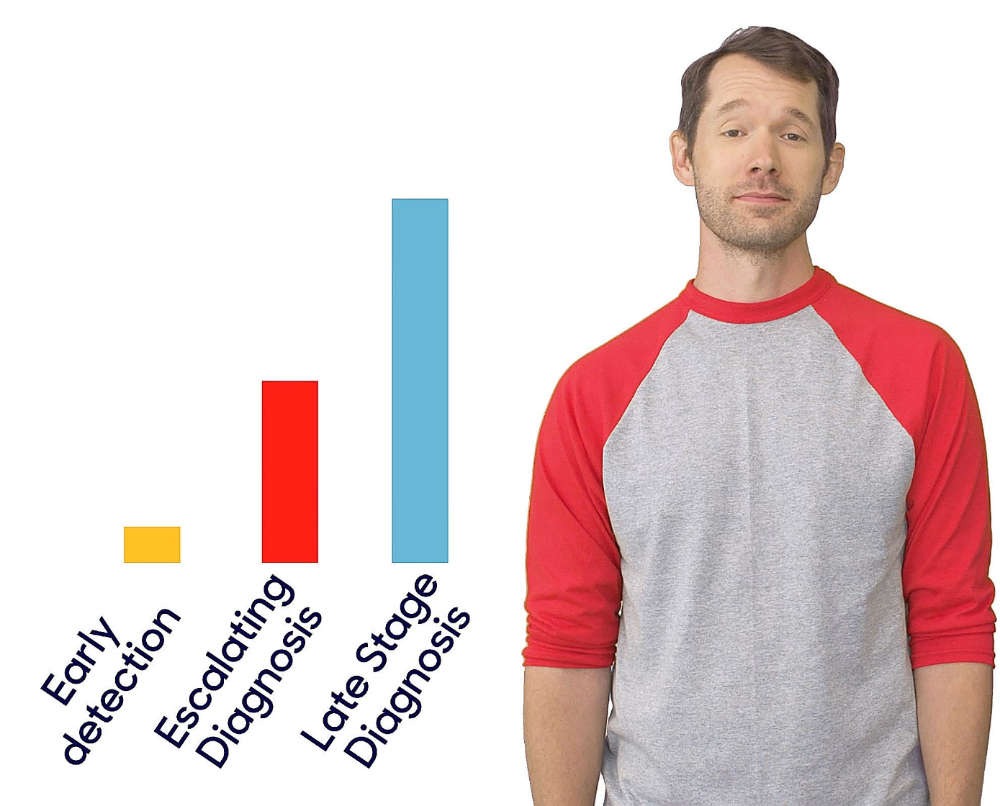 Early
detection
Escalating
Diagnosis
Late Stage
Diagnosis